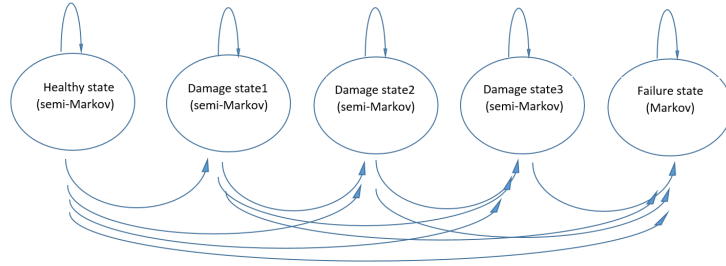 Healthy state
(semi-Markov)
Damage state1
(semi-Markov)
Damage state2
(semi-Markov)
Damage state3
(semi-Markov)
Failure state
(Markov)